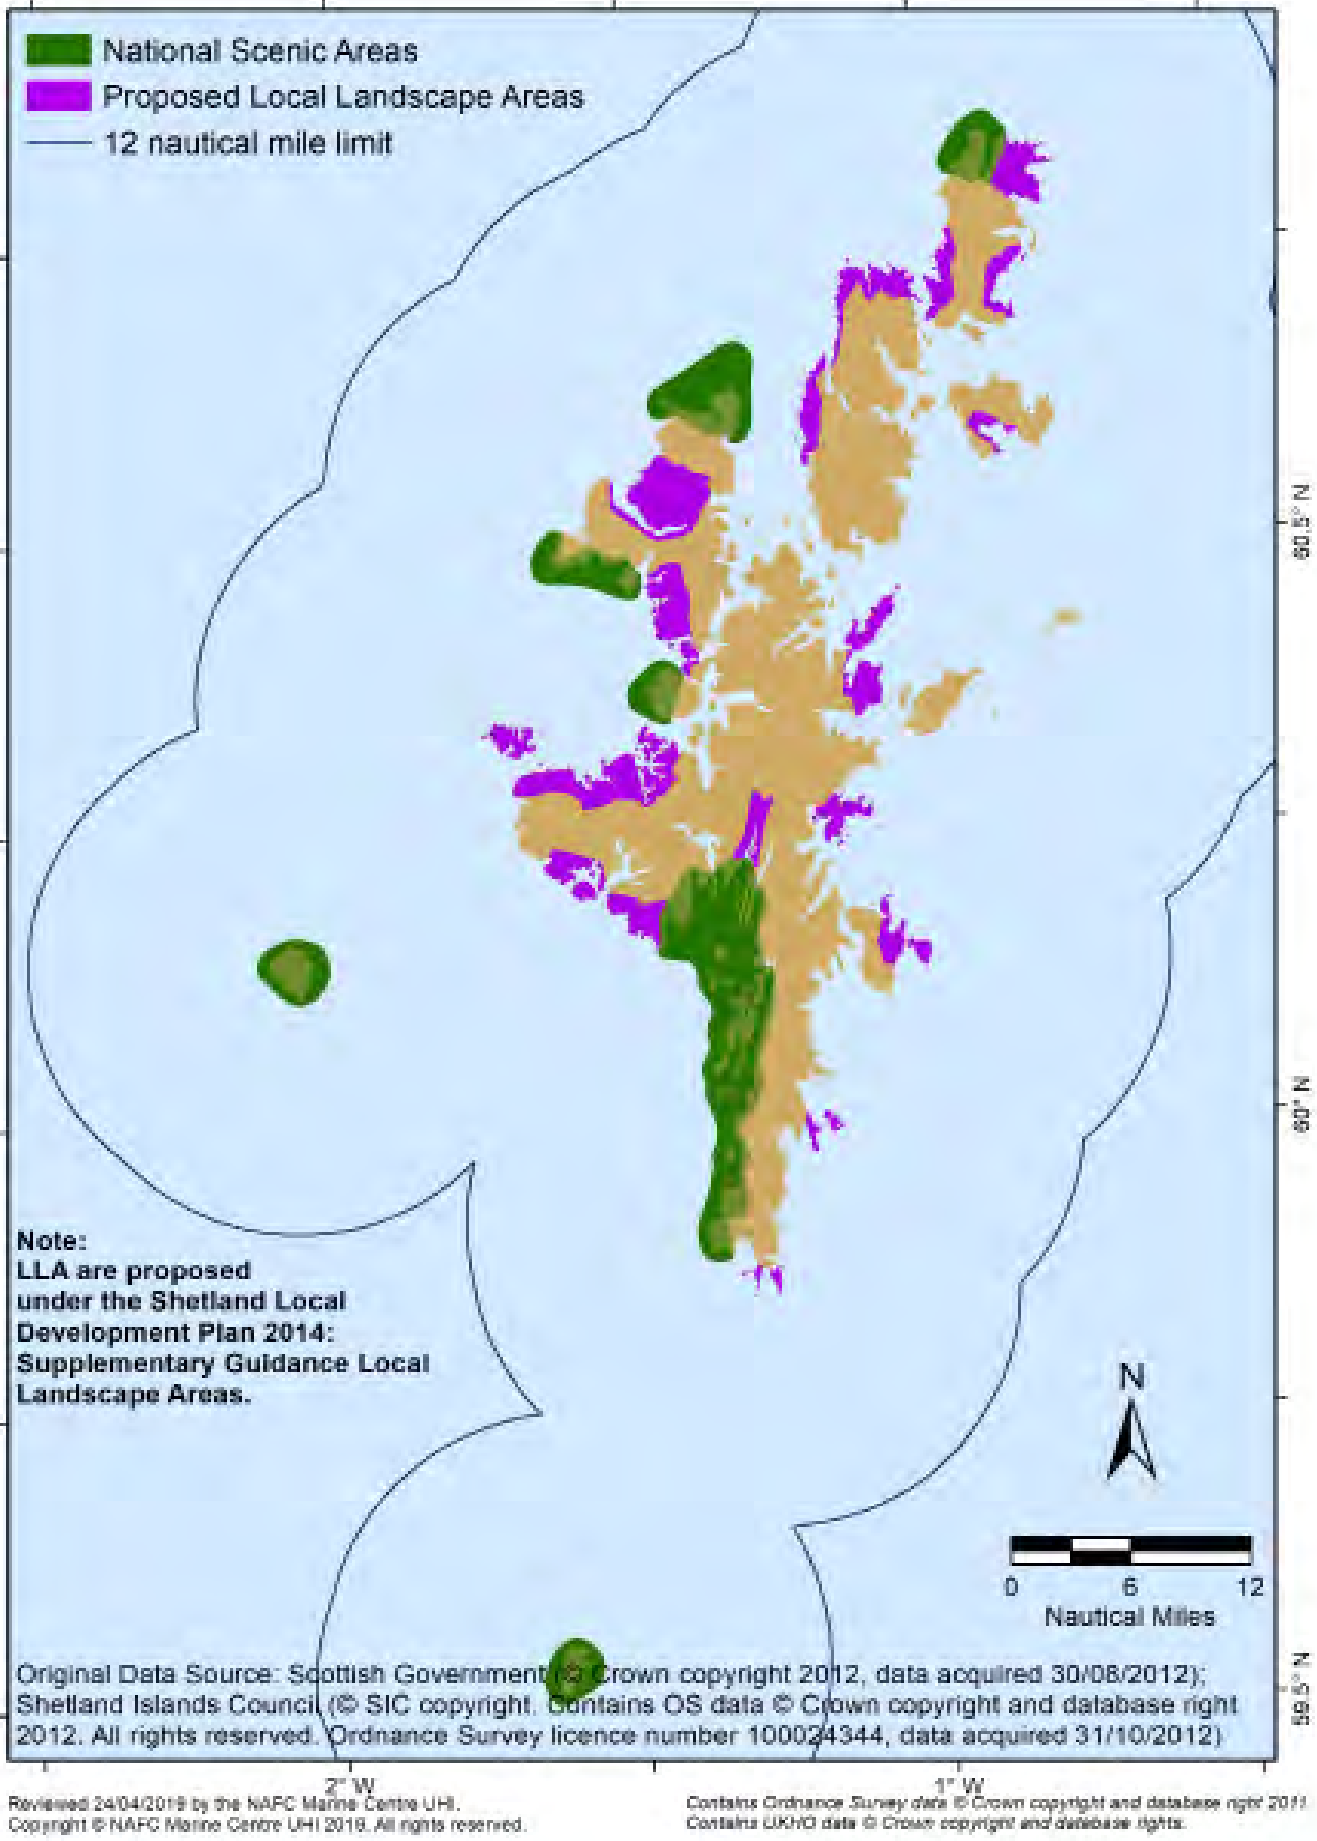 National Scenic Areas
Proposed Local Landscape Areas
12 nautical mile limit
60.5° N
60° N
Note:
LLA are proposed
under the Shetland Local
Development Plan 2014:
Supplementary Guidance Local
Landscape Areas.
N
0 6 12
Nautical Miles
59.5° N
Original Data Source: Scottish Government (© Crown copyright 2012, data acquired 30/08/2012);
Shetland Islands Council (© SIC copyright. Contains OS data © Crown copyright and database right
2012. All rights reserved. Ordnance Survey licence number 100024344, data acquired 31/10/2012)
2° W 1° W
Reviewed 24/04/2019 by the NAFC Marine Centre UHI.
Copyright © NAFC Marine Centre UHI 2019. All rights reserved.
Contains Ordnance Survey data © Crown copyright and database right 2011
Contains UKHO data © Crown copyright and database rights.